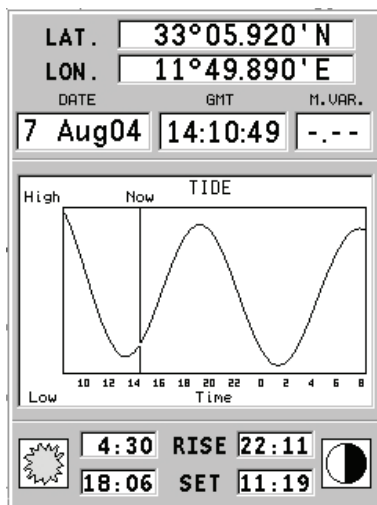 LAT. 33°05.920'N
LON. 11°49.890'E
DATE GMT M.VAR.
7 Aug04 14:10:49 -.--
TIDE
High Now
10 12 14 16 18 20 22 0 2 4 6 8
Low Time
4:30 RISE 22:11
18:06 SET 11:19